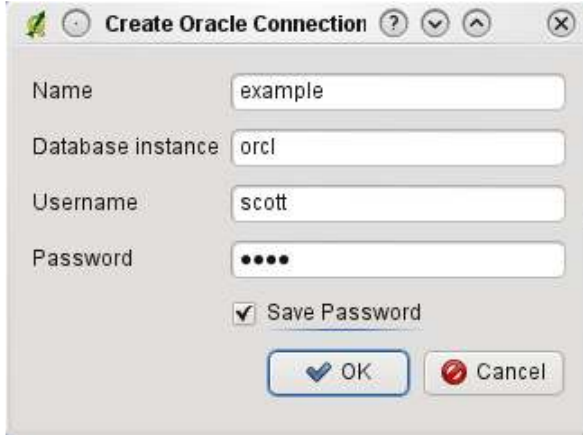 Create Oracle Connection
Name example
Database instance orcl
Username scott
Password ••••
Save Password
OK Cancel